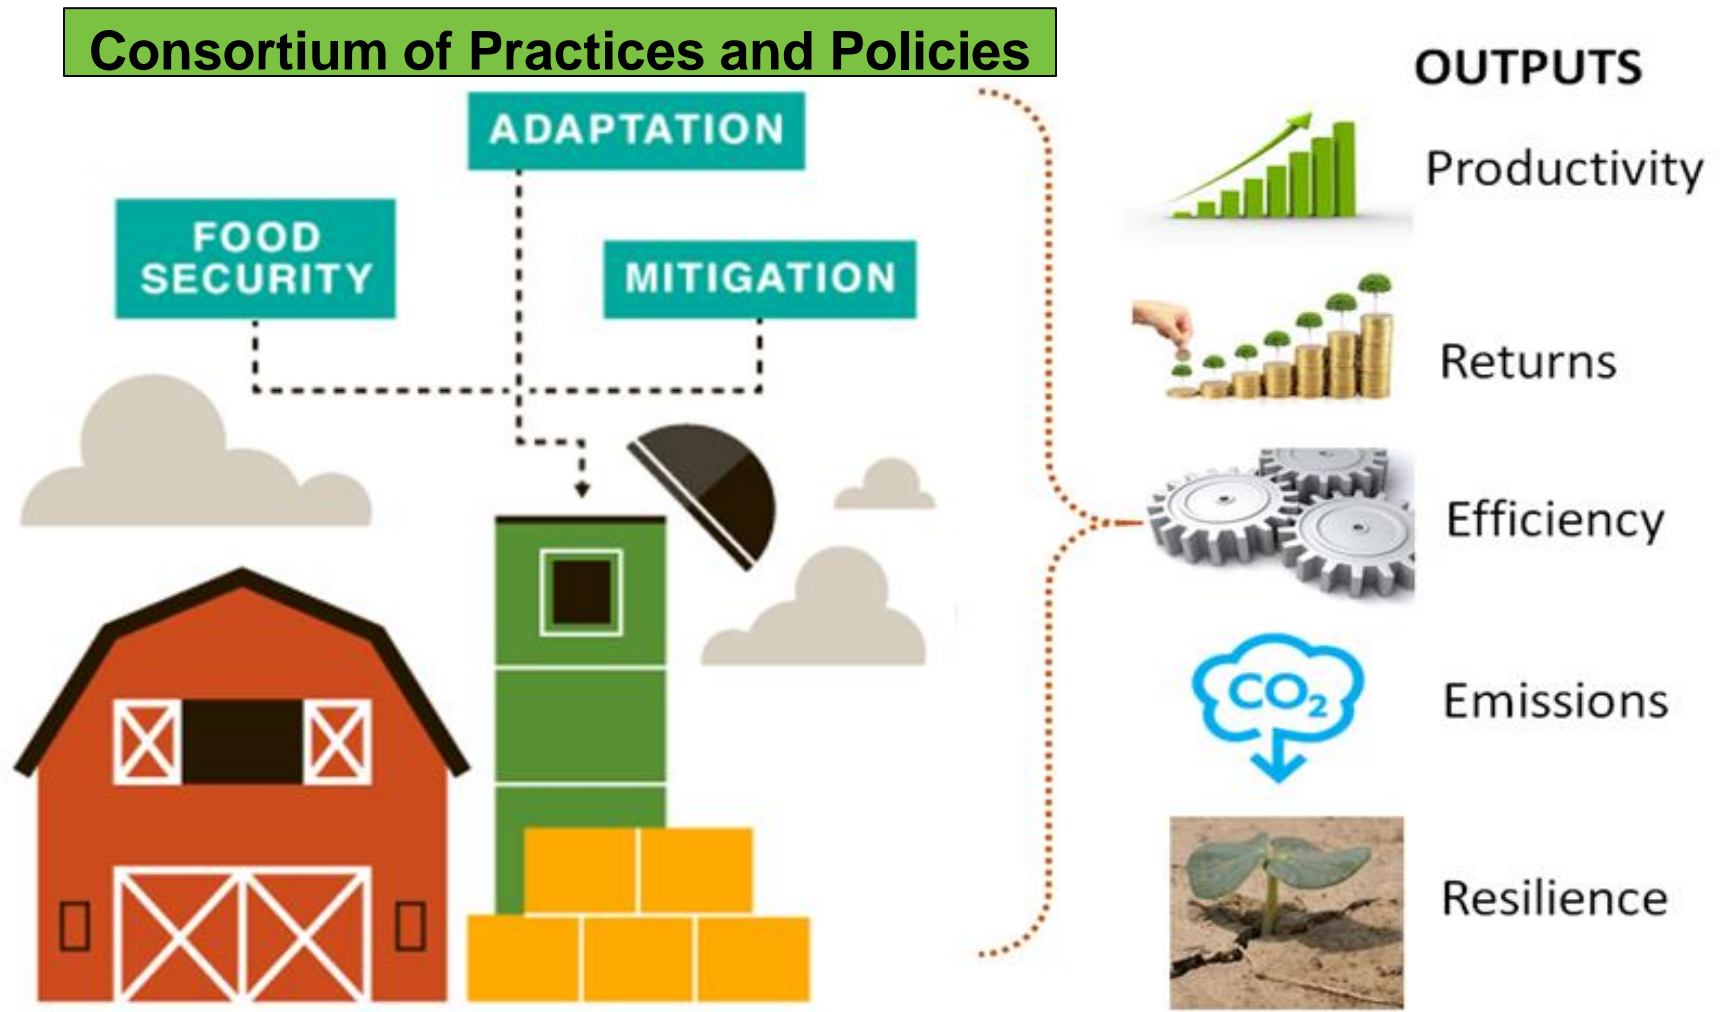 Consortium of Practices and Policies
ADAPTATION
FOOD
SECURITY
MITIGATION
OUTPUTS
Productivity
Returns
Efficiency
CO₂
Emissions
Resilience